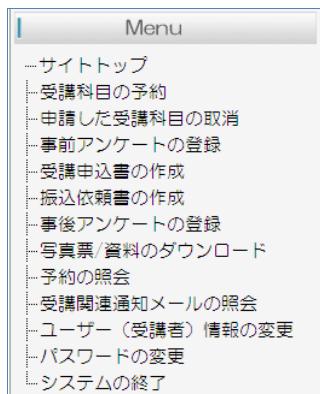 Menu
サイトトップ
受講科目の予約
申請した受講科目の取消
事前アンケートの登録
受講申込書の作成
振込依頼書の作成
事後アンケートの登録
写真票/資料のダウンロード
予約の照会
受講関連通知メールの照会
ユーザー（受講者）情報の変更
パスワードの変更
システムの終了